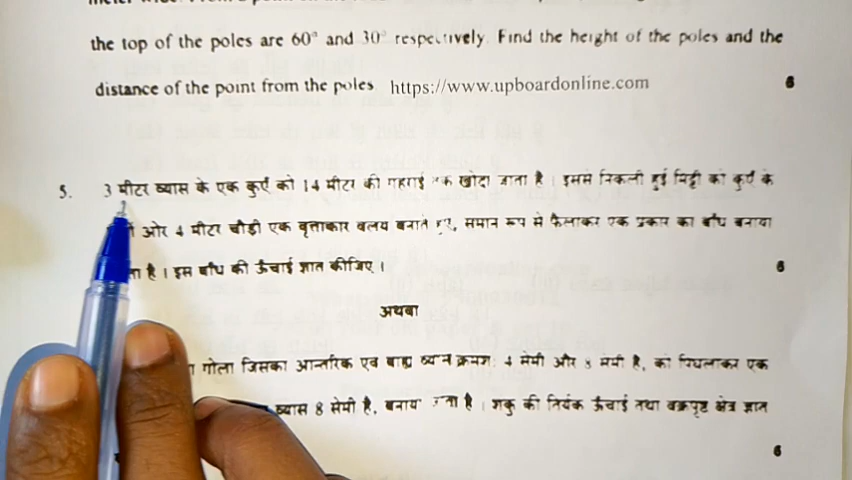 the top of the poles are 60° and 30° respectively. Find the height of the poles and the
distance of the point from the poles https://www.upboardonline.com
6
5. 3 मीटर व्यास के एक कुएँ को 14 मीटर की गहराई तक खोदा जाता है । इससे निकली हुई मिट्टी को कुएँ के
ओर 4 मीटर चौड़ी एक वृत्ताकार वलय बनाते हुए, समान रूप से फैलाकर एक प्रकार का बाँध बनाया
है । इस बाँध की ऊँचाई ज्ञात कीजिए ।
6
अथवा
गोला जिसका आन्तरिक एवं बाह्य व्यास क्रमशः 4 सेमी और 8 सेमी है, को पिघलाकर एक
व्यास 8 सेमी है, बनाया जाता है । शंकु की तिर्यक ऊँचाई तथा वक्रपृष्ठ क्षेत्र ज्ञात
6